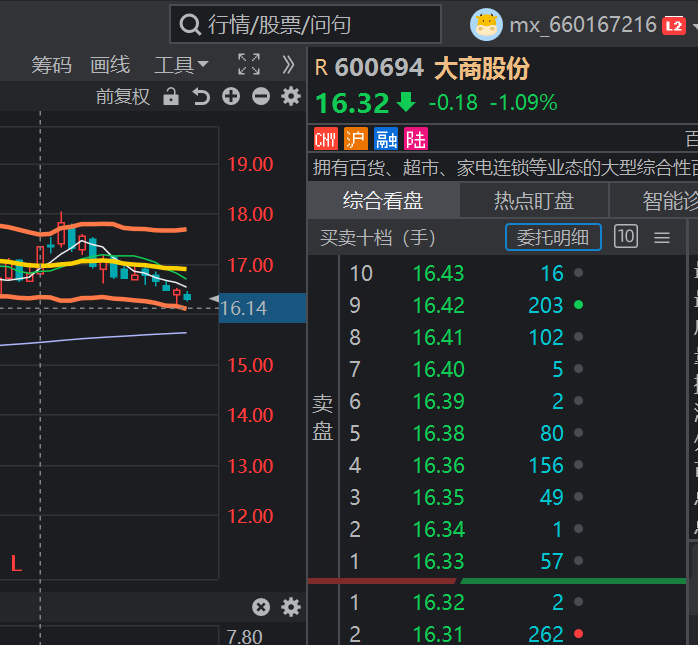 行情/股票/问句
mx_660167216 L2
筹码 画线 工具
前复权
R 600694 大商股份
16.32 -0.18 -1.09%
CNY 沪 融 陆
拥有百货、超市、家电连锁等业态的大型综合性百
综合看盘 热点盯盘 智能诊
买卖十档（手） 委托明细 10
卖盘
10 16.43 16
9 16.42 203
8 16.41 102
7 16.40 5
6 16.39 2
5 16.38 80
4 16.36 156
3 16.35 49
2 16.34 1
1 16.33 57
1 16.32 2
2 16.31 262
19.00
18.00
17.00
16.14
15.00
14.00
13.00
12.00
L
7.80